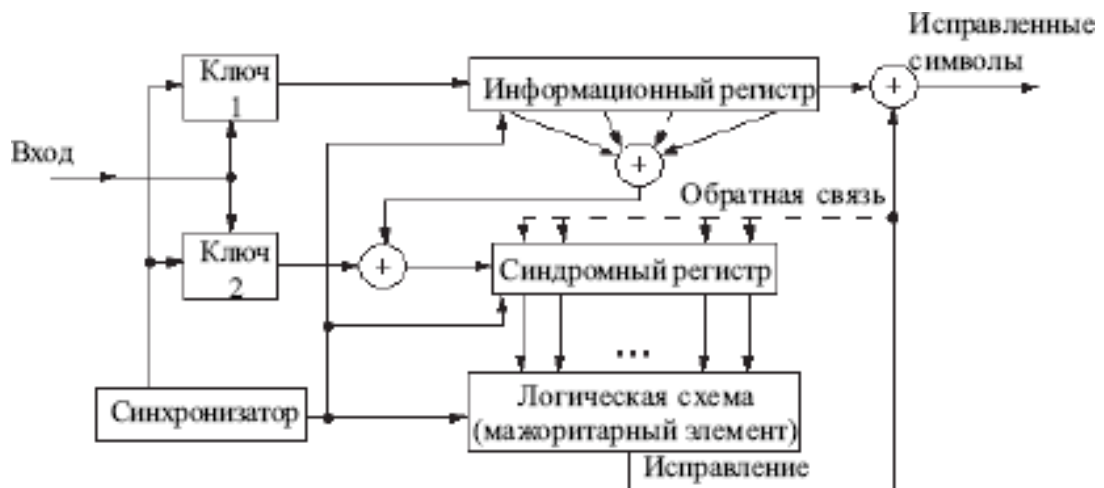 Исправленные
символы
Ключ
1
Информационный регистр
+
Вход
+
Обратная связь
Ключ
2
+
Синдромный регистр
...
Синхронизатор
Логическая схема
(мажоритарный элемент)
Исправление